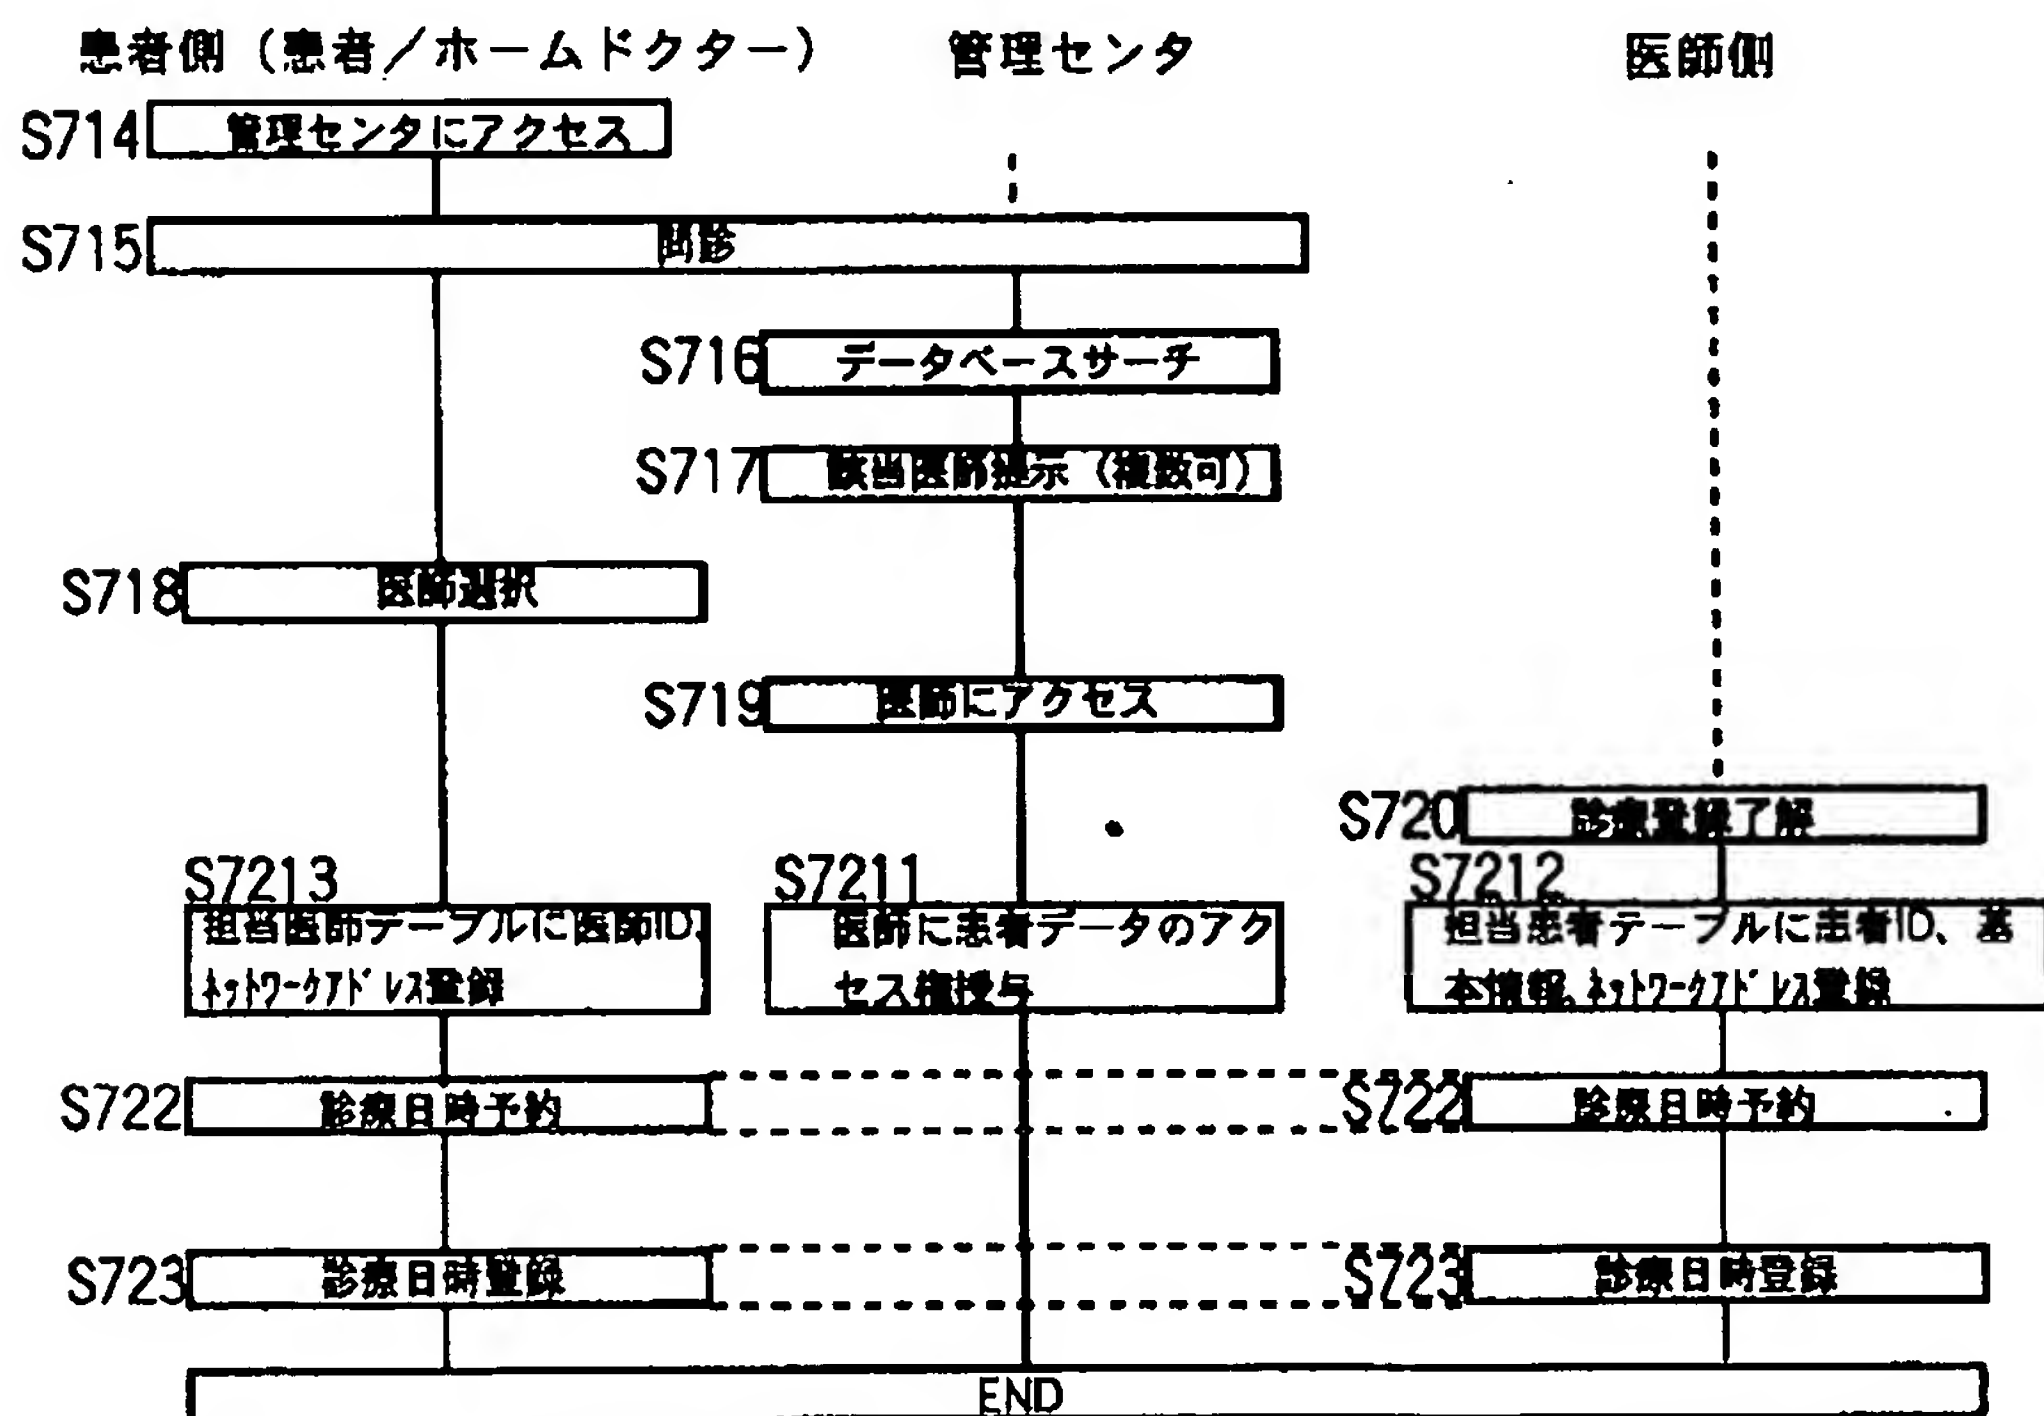 患者側（患者／ホームドクター） 管理センタ 医師側
S714 管理センタにアクセス
S715 問診
S716 データベースサーチ
S717 該当医師提示（複数可）
S718 医師選択
S719 医師にアクセス
S720 診療登録了解
S7213 S7211 S7212
担当医師テーブルに医師ID、
ネットワークアドレス登録
医師に患者データのアク
セス権授与
担当患者テーブルに患者ID、基
本情報、ネットワークアドレス登録
S722 診療日時予約 S722 診療日時予約
S723 診療日時登録 S723 診療日時登録
END